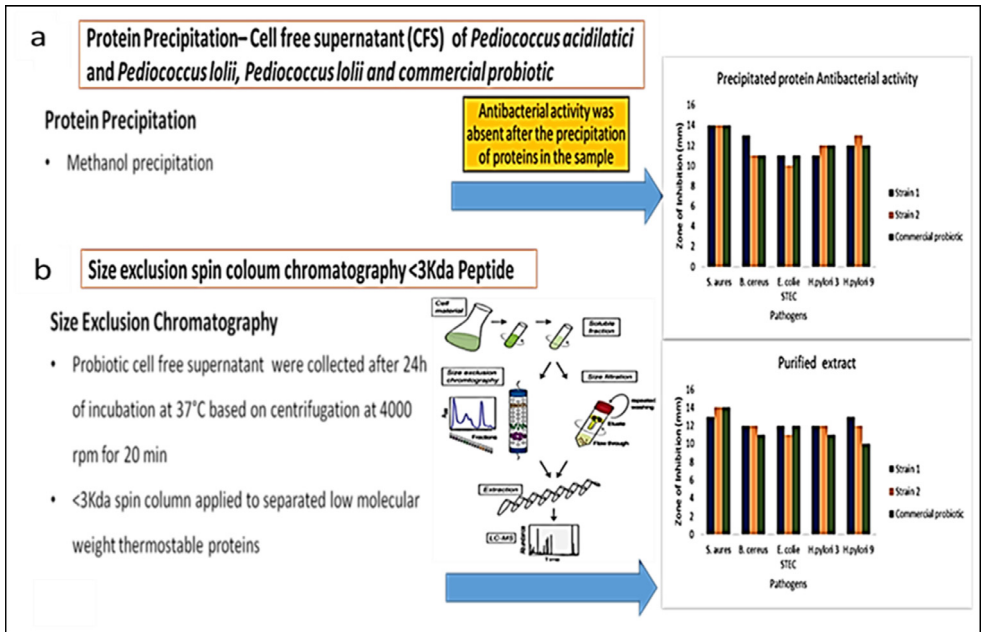 a
Protein Precipitation– Cell free supernatant (CFS) of Pediococcus acidilatici
and Pediococcus lolii, Pediococcus lolii and commercial probiotic
Protein Precipitation
• Methanol precipitation
Antibacterial activity was
absent after the precipitation
of proteins in the sample
Precipitated protein Antibacterial activity
Zone of Inhibition (mm)
16
14
12
10
8
6
4
2
0
S. aures
B. cereus
E. colie
STEC
H.pylori 3
H.pylori 9
Pathogens
Strain 1
Strain 2
Commercial probiotic
b
Size exclusion spin coloum chromatography <3Kda Peptide
Size Exclusion Chromatography
• Probiotic cell free supernatant were collected after 24h
of incubation at 37°C based on centrifugation at 4000
rpm for 20 min
• <3Kda spin column applied to separated low molecular
weight thermostable proteins
Cell
material
Soluble
fraction
Size exclusion
chromtography
Fractions
Size filtration
repeated
washing
Eluate
Flow through
Extraction
LC-MS
Time
Purified extract
Zone of Inhibition (mm)
16
14
12
10
8
6
4
2
0
S. aures
B. cereus
E. colie
STEC
H.pylori 3
H.pylori 9
Pathogens
Strain 1
Strain 2
Commercial probiotic